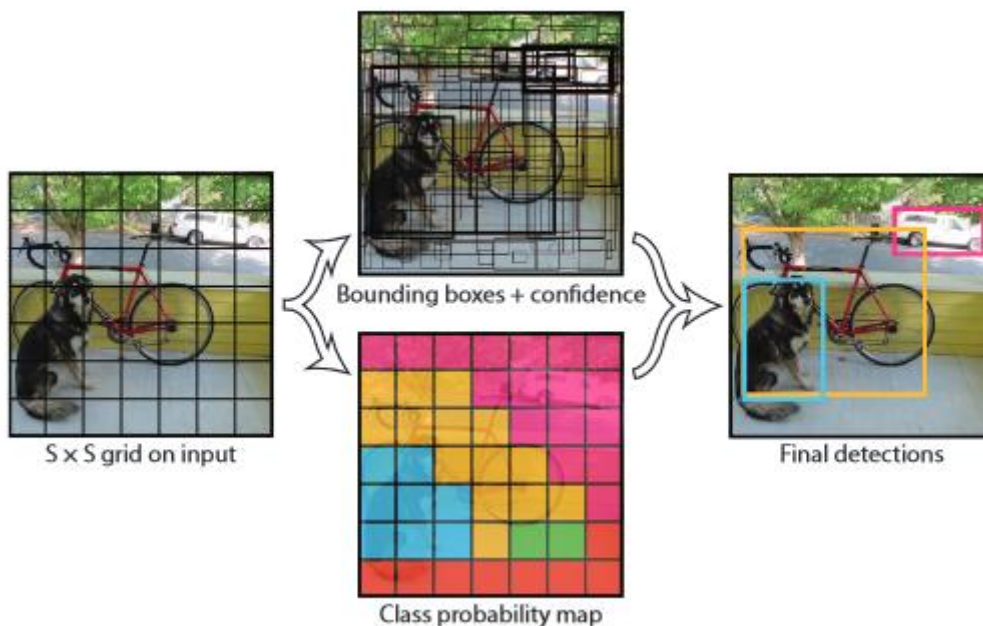 Bounding boxes + confidence
S × S grid on input
Final detections
Class probability map